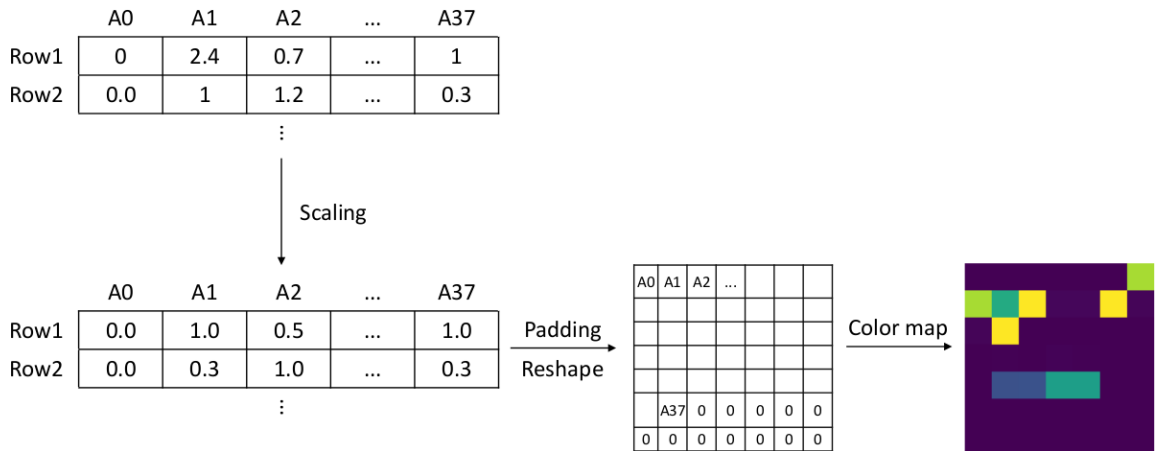 A0 A1 A2 ... A37
Row1 0 2.4 0.7 ... 1
Row2 0.0 1 1.2 ... 0.3
...
Scaling
A0 A1 A2 ... A37
Row1 0.0 1.0 0.5 ... 1.0
Row2 0.0 0.3 1.0 ... 0.3
...
Padding
Reshape
A0 A1 A2 ...
A37 0 0 0 0 0
0 0 0 0 0 0 0
Color map